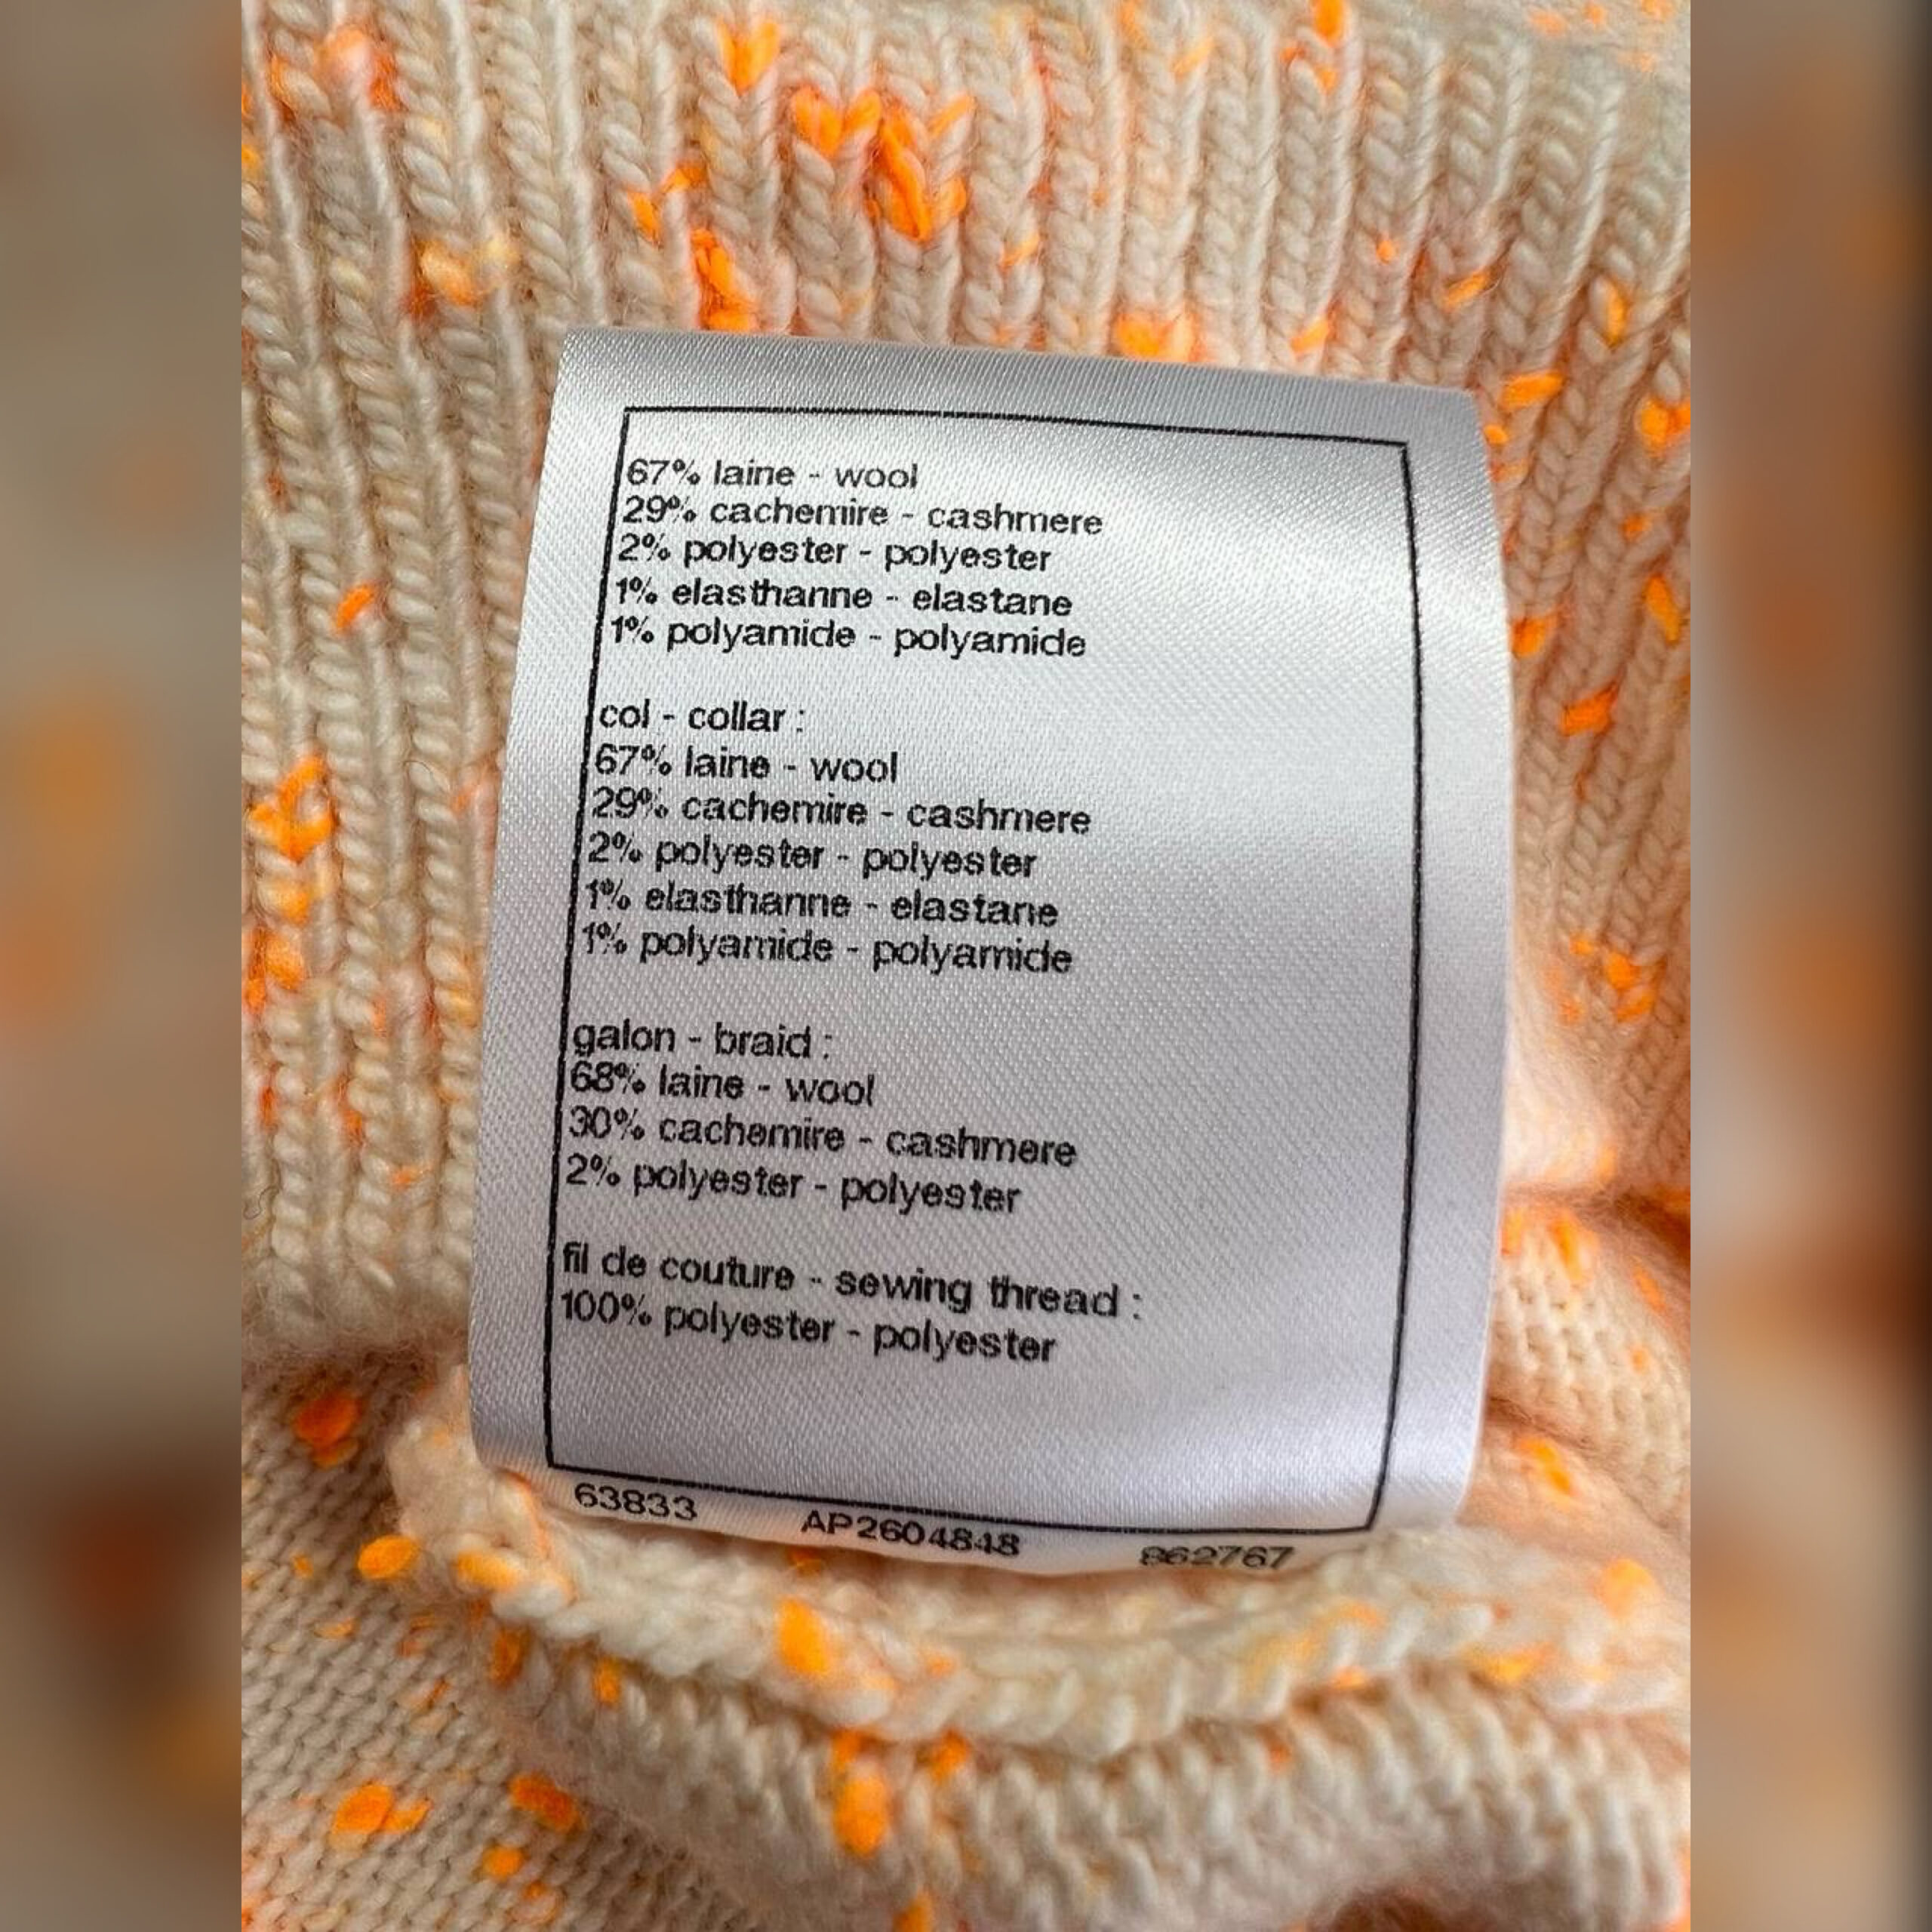 67% laine - wool
29% cachemire - cashmere
2% polyester - polyester
1% elasthanne - elastane
1% polyamide - polyamide
col - collar :
67% laine - wool
29% cachemire - cashmere
2% polyester - polyester
1% elasthanne - elastane
1% polyamide - polyamide
galon - braid :
68% laine - wool
30% cachemire - cashmere
2% polyester - polyester
fil de couture - sewing thread :
100% polyester - polyester
63833 AP2604848 862767